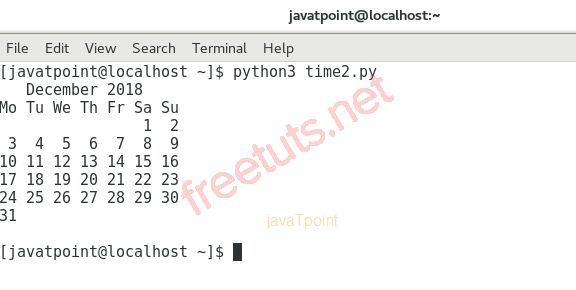 javatpoint@localhost:~
File Edit View Search Terminal Help
[javatpoint@localhost ~]$ python3 time2.py
   December 2018
Mo Tu We Th Fr Sa Su
                1  2
 3  4  5  6  7  8  9
10 11 12 13 14 15 16
17 18 19 20 21 22 23
24 25 26 27 28 29 30
31
[javatpoint@localhost ~]$
freetuts.net
javaTpoint